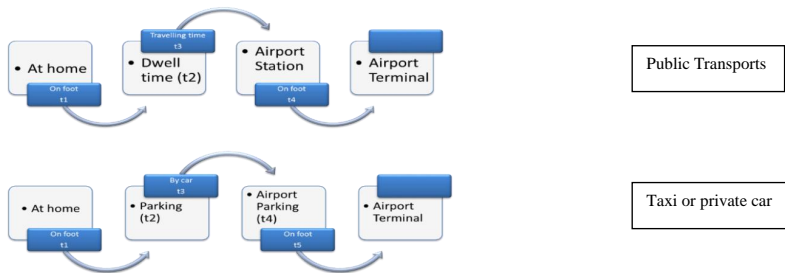 Travelling time
t3
• At home
On foot
t1
• Dwell
time (t2)
• Airport
Station
On foot
t4
• Airport
Terminal
Public Transports
By car
t3
• At home
On foot
t1
• Parking
(t2)
• Airport
Parking
(t4)
On foot
t5
• Airport
Terminal
Taxi or private car